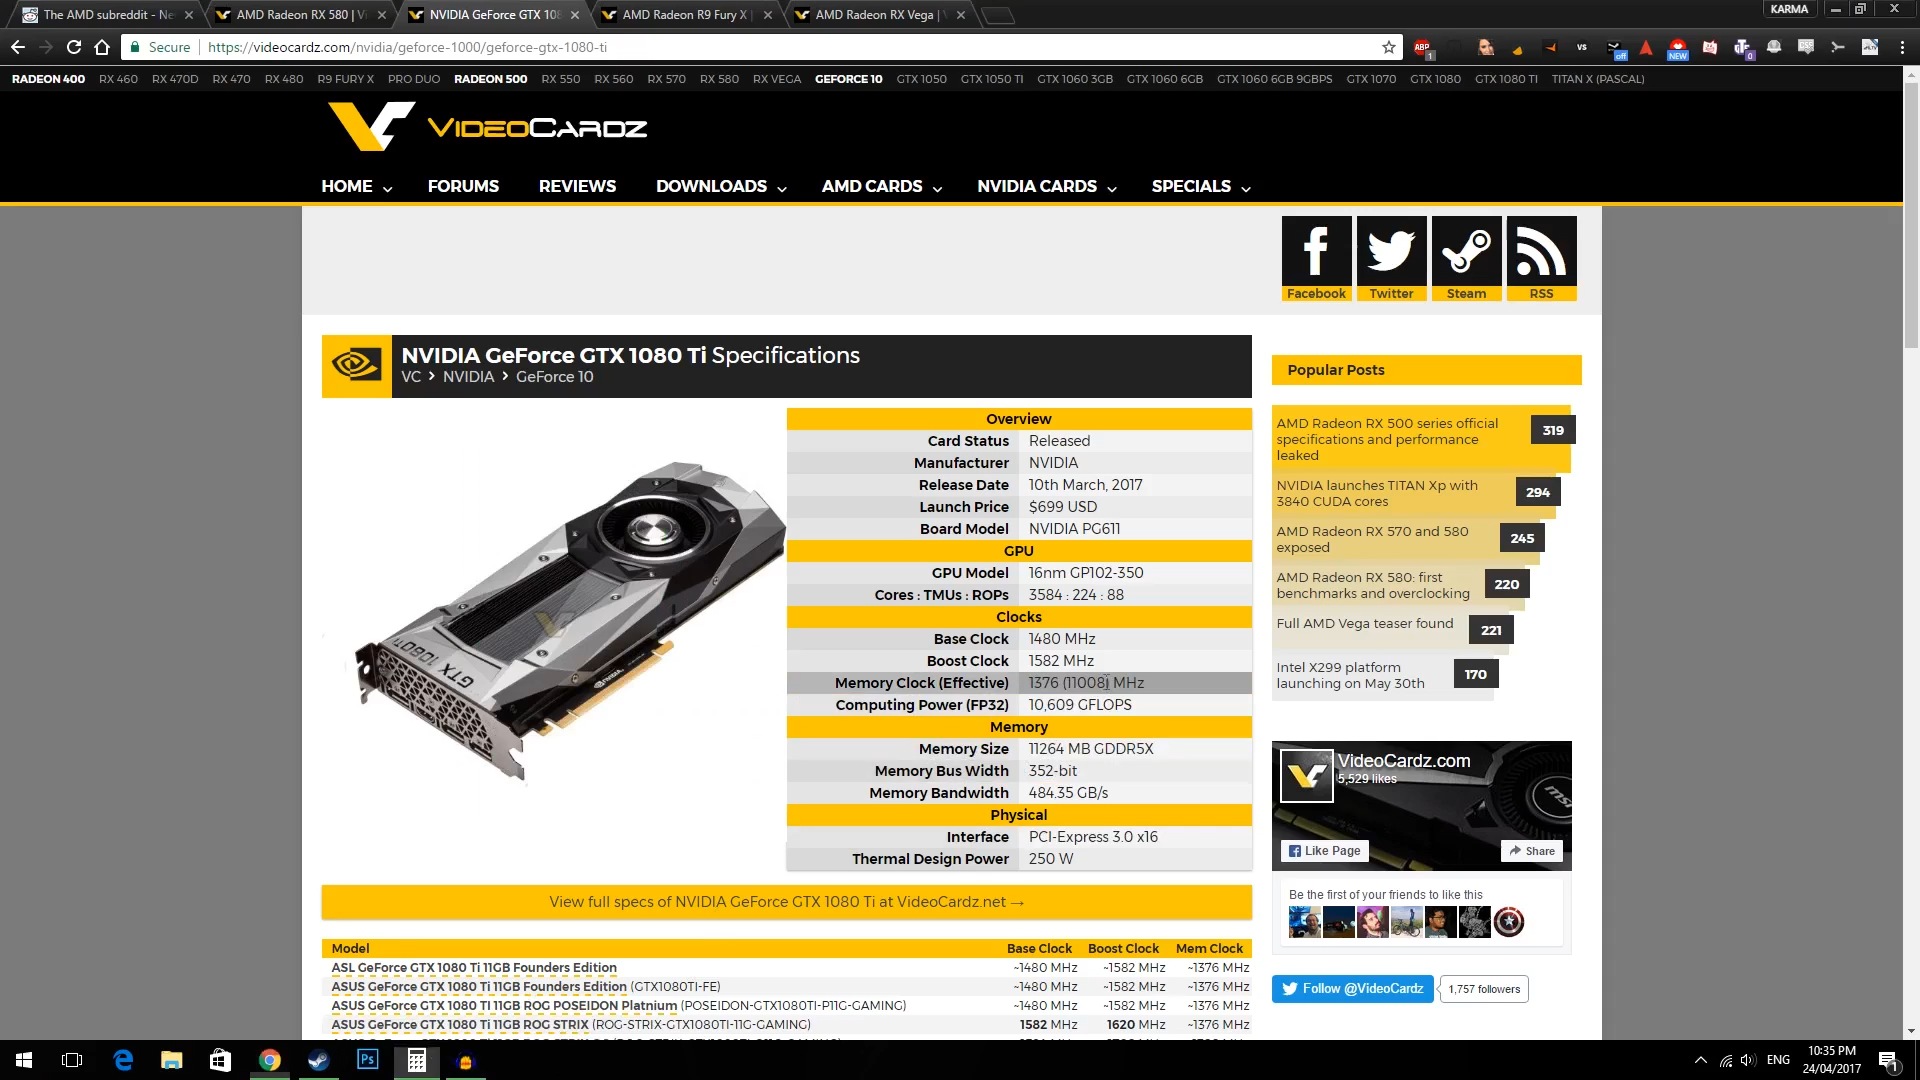 The AMD subreddit - Ne
AMD Radeon RX 580 | Vi
NVIDIA GeForce GTX 108
AMD Radeon R9 Fury X |
AMD Radeon RX Vega |
KARMA
Secure
https://videocardz.com/nvidia/geforce-1000/geforce-gtx-1080-ti
ABP
1
VS
off
NEW
0
RADEON 400 RX 460 RX 470D RX 470 RX 480 R9 FURY X PRO DUO RADEON 500 RX 550 RX 560 RX 570 RX 580 RX VEGA GEFORCE 10 GTX 1050 GTX 1050 TI GTX 1060 3GB GTX 1060 6GB GTX 1060 6GB 9GBPS GTX 1070 GTX 1080 GTX 1080 TI TITAN X (PASCAL)
VIDEOCARDZ
HOME FORUMS REVIEWS DOWNLOADS AMD CARDS NVIDIA CARDS SPECIALS
Facebook Twitter Steam RSS
NVIDIA GeForce GTX 1080 Ti Specifications
VC > NVIDIA > GeForce 10
GTX 1080 Ti
Overview
Card Status Released
Manufacturer NVIDIA
Release Date 10th March, 2017
Launch Price $699 USD
Board Model NVIDIA PG611
GPU
GPU Model 16nm GP102-350
Cores : TMUs : ROPs 3584 : 224 : 88
Clocks
Base Clock 1480 MHz
Boost Clock 1582 MHz
Memory Clock (Effective) 1376 (11008) MHz
Computing Power (FP32) 10,609 GFLOPS
Memory
Memory Size 11264 MB GDDR5X
Memory Bus Width 352-bit
Memory Bandwidth 484.35 GB/s
Physical
Interface PCI-Express 3.0 x16
Thermal Design Power 250 W
View full specs of NVIDIA GeForce GTX 1080 Ti at VideoCardz.net →
Model Base Clock Boost Clock Mem Clock
ASL GeForce GTX 1080 Ti 11GB Founders Edition ~1480 MHz ~1582 MHz ~1376 MHz
ASUS GeForce GTX 1080 Ti 11GB Founders Edition (GTX1080TI-FE) ~1480 MHz ~1582 MHz ~1376 MHz
ASUS GeForce GTX 1080 TI 11GB ROG POSEIDON Platnium (POSEIDON-GTX1080TI-P11G-GAMING) ~1480 MHz ~1582 MHz ~1376 MHz
ASUS GeForce GTX 1080 Ti 11GB ROG STRIX (ROG-STRIX-GTX1080TI-11G-GAMING) 1582 MHz 1620 MHz ~1376 MHz
Popular Posts
AMD Radeon RX 500 series official
specifications and performance
leaked
319
NVIDIA launches TITAN Xp with
3840 CUDA cores
294
AMD Radeon RX 570 and 580
exposed
245
AMD Radeon RX 580: first
benchmarks and overclocking
220
Full AMD Vega teaser found
221
Intel X299 platform
launching on May 30th
170
VideoCardz.com
5,529 likes
msi
Like Page
Share
Be the first of your friends to like this
Follow @VideoCardz
1,757 followers
Ps
ENG
10:35 PM
24/04/2017
1